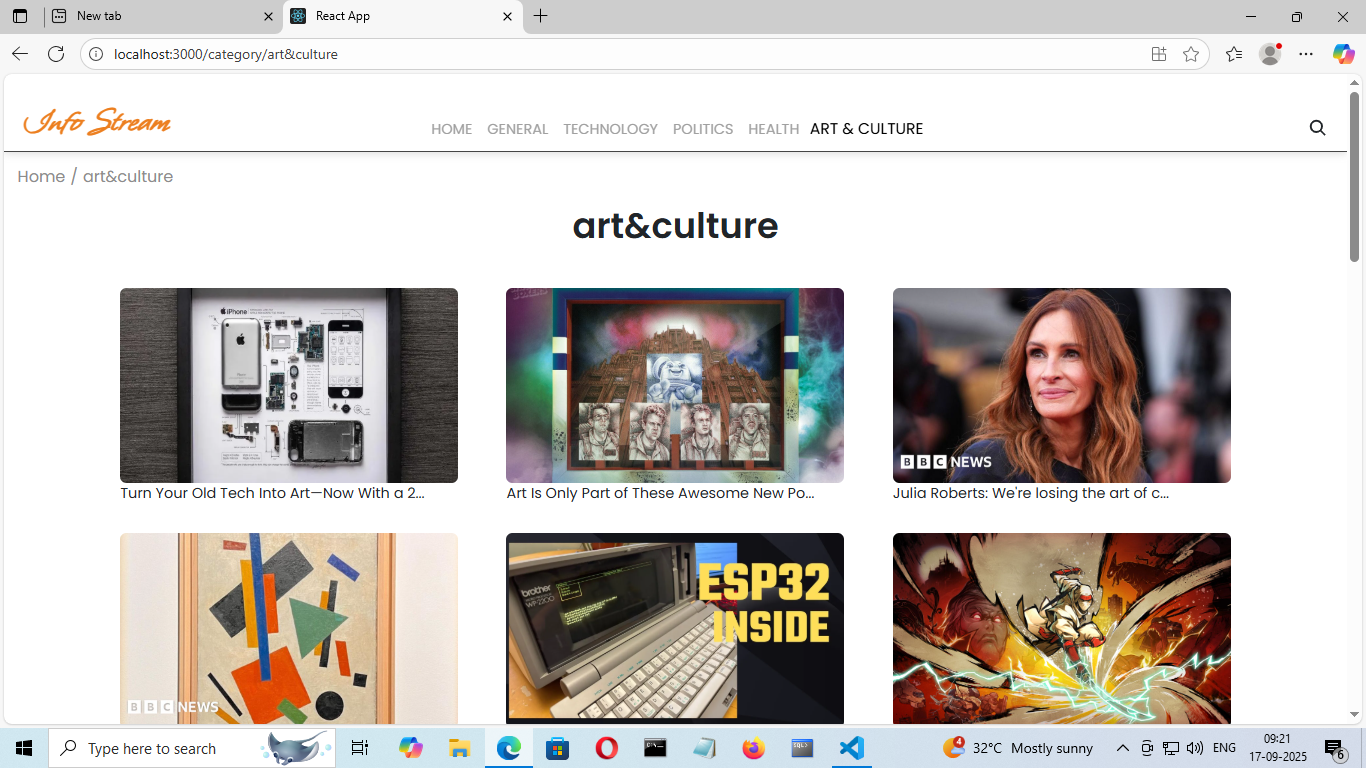 New tab
React App
localhost:3000/category/art&culture
Info Stream
HOME GENERAL TECHNOLOGY POLITICS HEALTH ART & CULTURE
Home / art&culture
art&culture
iPhone
Turn Your Old Tech Into Art—Now With a 2...
Art Is Only Part of These Awesome New Po...
BBC NEWS
Julia Roberts: We're losing the art of c...
BBC NEWS
brother
ESP32
INSIDE
Type here to search
4
32°C Mostly sunny
ENG
09:21
17-09-2025
6